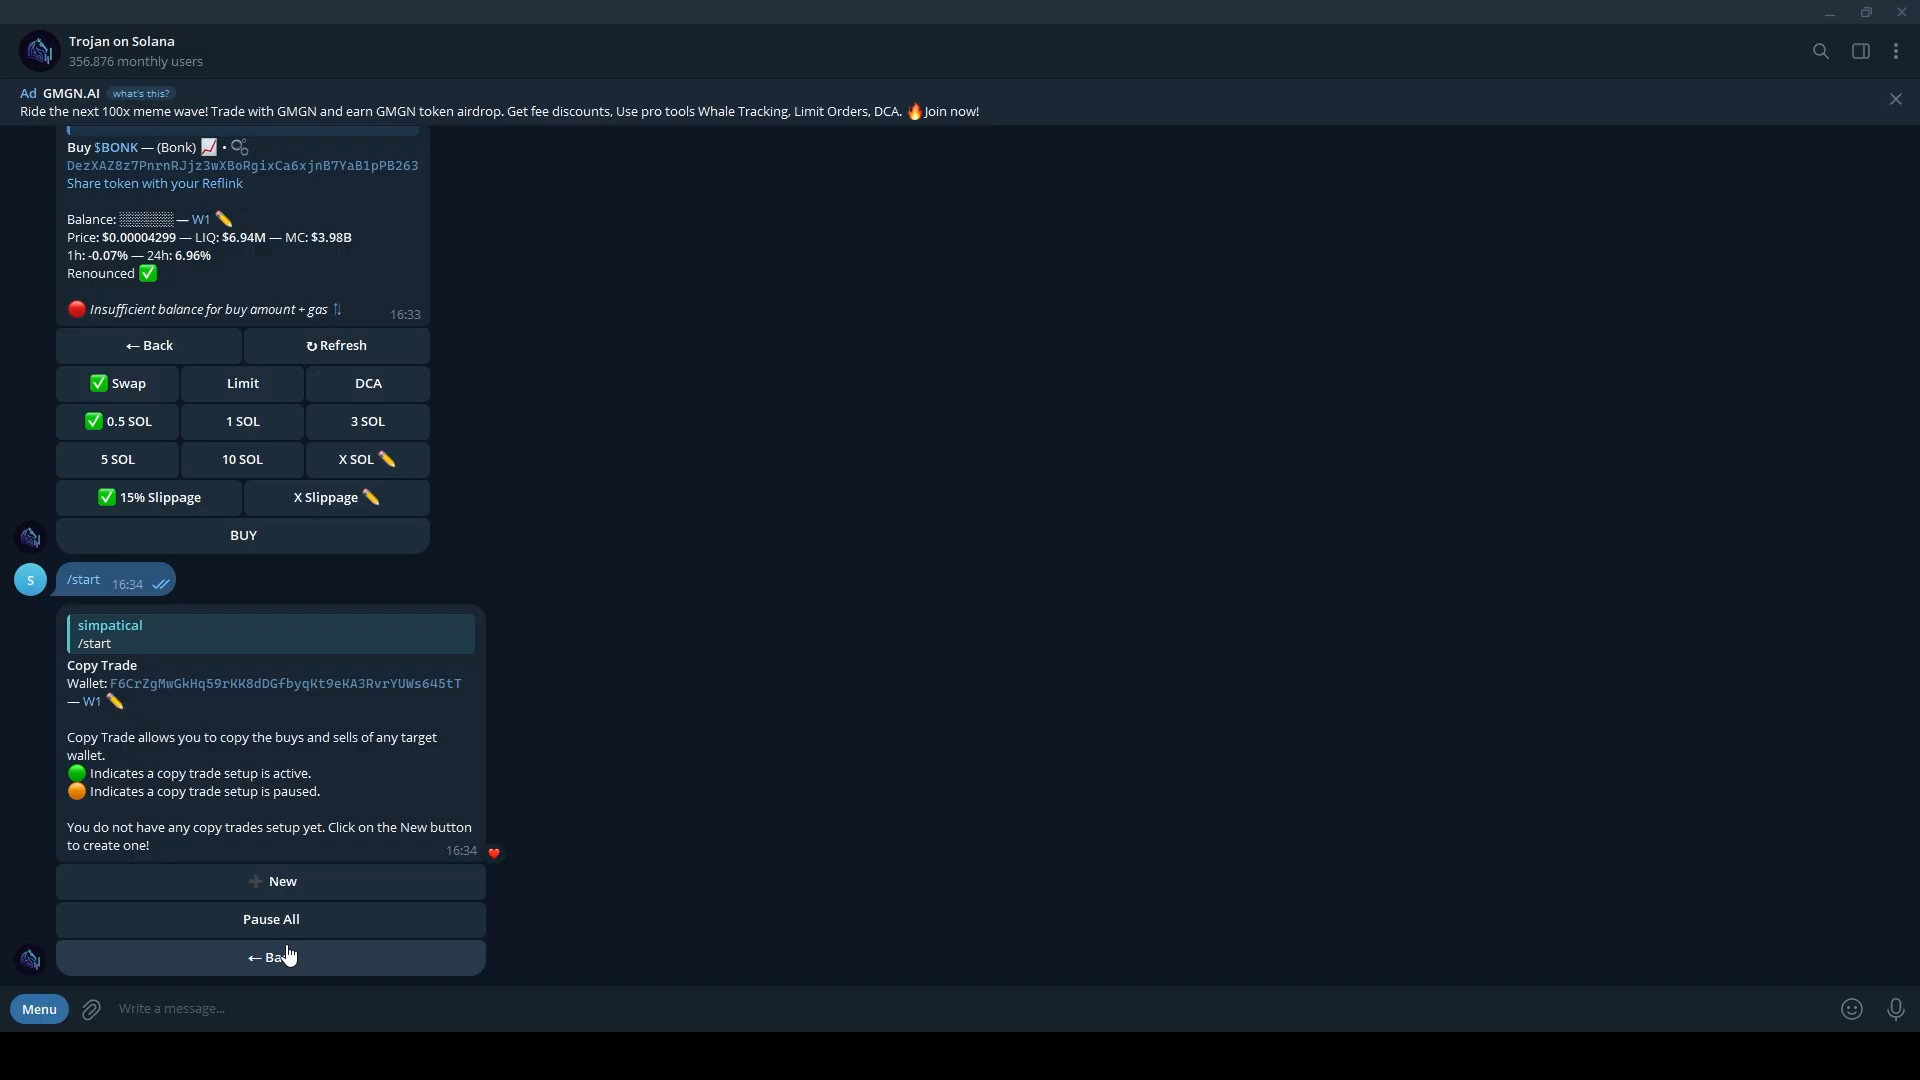 Trojan on Solana
356.876 monthly users
Ad GMGN.AI what's this?
Ride the next 100x meme wave! Trade with GMGN and earn GMGN token airdrop. Get fee discounts, Use pro tools Whale Tracking, Limit Orders, DCA. 🔥Join now!
Buy $BONK — (Bonk) 📈 •
DezXAZ8z7PnrnRJjz3wXBoRgixCa6xjnB7YaB1pPB263
Share token with your Reflink
Balance: — W1 ✏️
Price: $0.00004299 — LIQ: $6.94M — MC: $3.98B
1h: -0.07% — 24h: 6.96%
Renounced ✅
🔴 Insufficient balance for buy amount + gas ⇅
16:33
← Back
↻ Refresh
✅ Swap
Limit
DCA
✅ 0.5 SOL
1 SOL
3 SOL
5 SOL
10 SOL
X SOL ✏️
✅ 15% Slippage
X Slippage ✏️
BUY
S
/start 16:34
simpatical
/start
Copy Trade
Wallet: F6CrZgMwGkHq59rKK8dDGfbyqKt9eKA3RvrYUWs645tT
— W1 ✏️
Copy Trade allows you to copy the buys and sells of any target
wallet.
🟢 Indicates a copy trade setup is active.
🟠 Indicates a copy trade setup is paused.
You do not have any copy trades setup yet. Click on the New button
to create one!
16:34 ❤️
➕ New
Pause All
← Ba
Menu
Write a message...